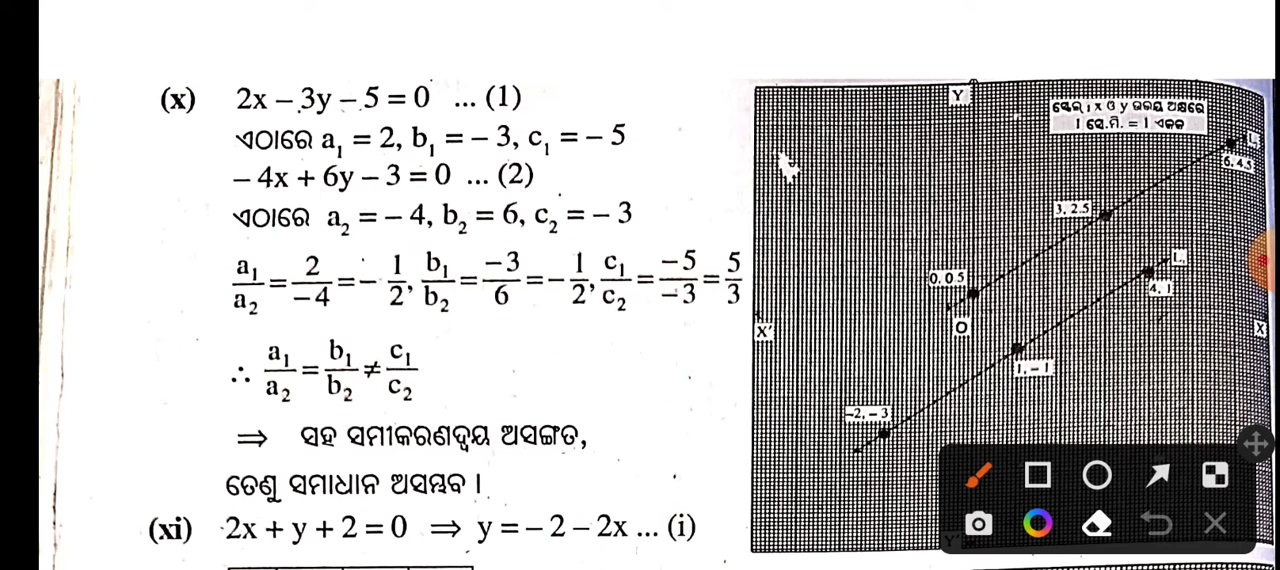 (x) 2x – 3y – 5 = 0 ... (1)
ଏଠାରେ a₁ = 2, b₁ = – 3, c₁ = – 5
– 4x + 6y – 3 = 0 ... (2)
ଏଠାରେ a₂ = – 4, b₂ = 6, c₂ = – 3
a₁/a₂ = 2/–4 = – 1/2, b₁/b₂ = –3/6 = – 1/2, c₁/c₂ = –5/–3 = 5/3
∴ a₁/a₂ = b₁/b₂ ≠ c₁/c₂
⇒ ସହ ସମୀକରଣଦ୍ୱୟ ଅସଙ୍ଗତ,
ତେଣୁ ସମାଧାନ ଅସମ୍ଭବ ।
(xi) 2x + y + 2 = 0 ⇒ y = – 2 – 2x ... (i)
Y
ସ୍କେଲ୍ : x ଓ y ଉଭୟ ଅକ୍ଷରେ
1 ସେ.ମି. = 1 ଏକକ
6, 4.5
3, 2.5
0, 0.5
4, 1
X′
O
X
1, – 1
–2, – 3
Y′